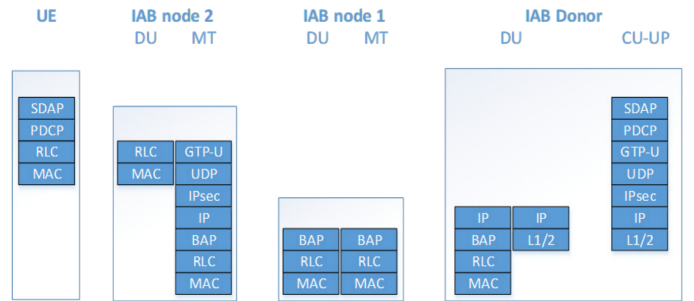 UE
IAB node 2
DU MT
IAB node 1
DU MT
IAB Donor
DU CU-UP
SDAP
PDCP
RLC
MAC
RLC GTP-U
MAC UDP
IPsec
IP
BAP
RLC
MAC
BAP BAP
RLC RLC
MAC MAC
IP IP
BAP L1/2
RLC
MAC
SDAP
PDCP
GTP-U
UDP
IPsec
IP
L1/2